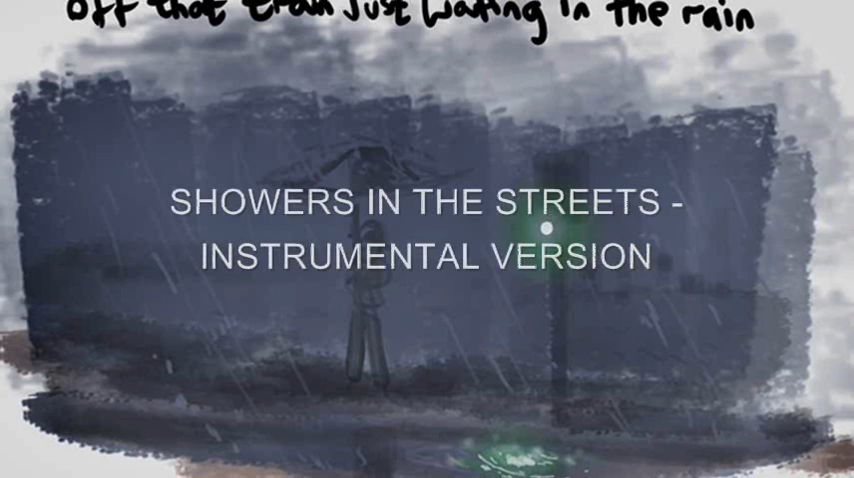 off that train just waiting in the rain
SHOWERS IN THE STREETS -
INSTRUMENTAL VERSION